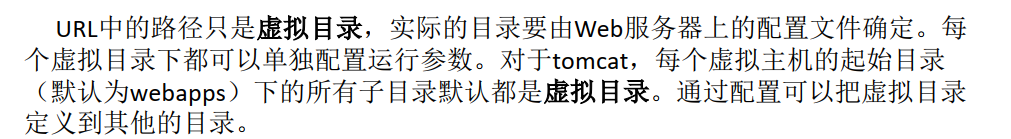 URL中的路径只是虚拟目录，实际的目录要由Web服务器上的配置文件确定。每
个虚拟目录下都可以单独配置运行参数。对于tomcat，每个虚拟主机的起始目录
（默认为webapps）下的所有子目录默认都是虚拟目录。通过配置可以把虚拟目录
定义到其他的目录。